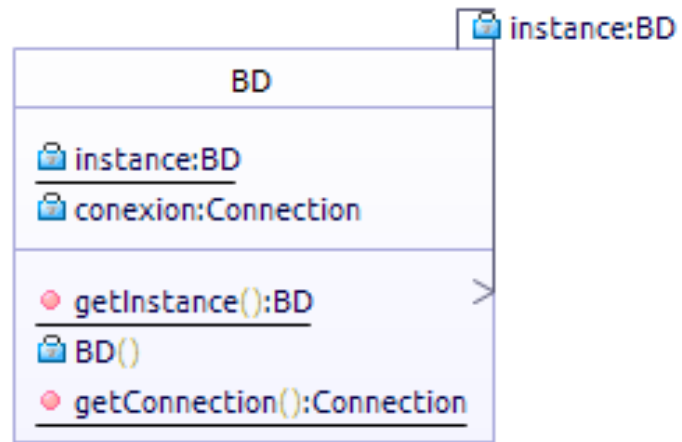 instance:BD
BD
instance:BD
conexion:Connection
getInstance():BD
BD()
getConnection():Connection